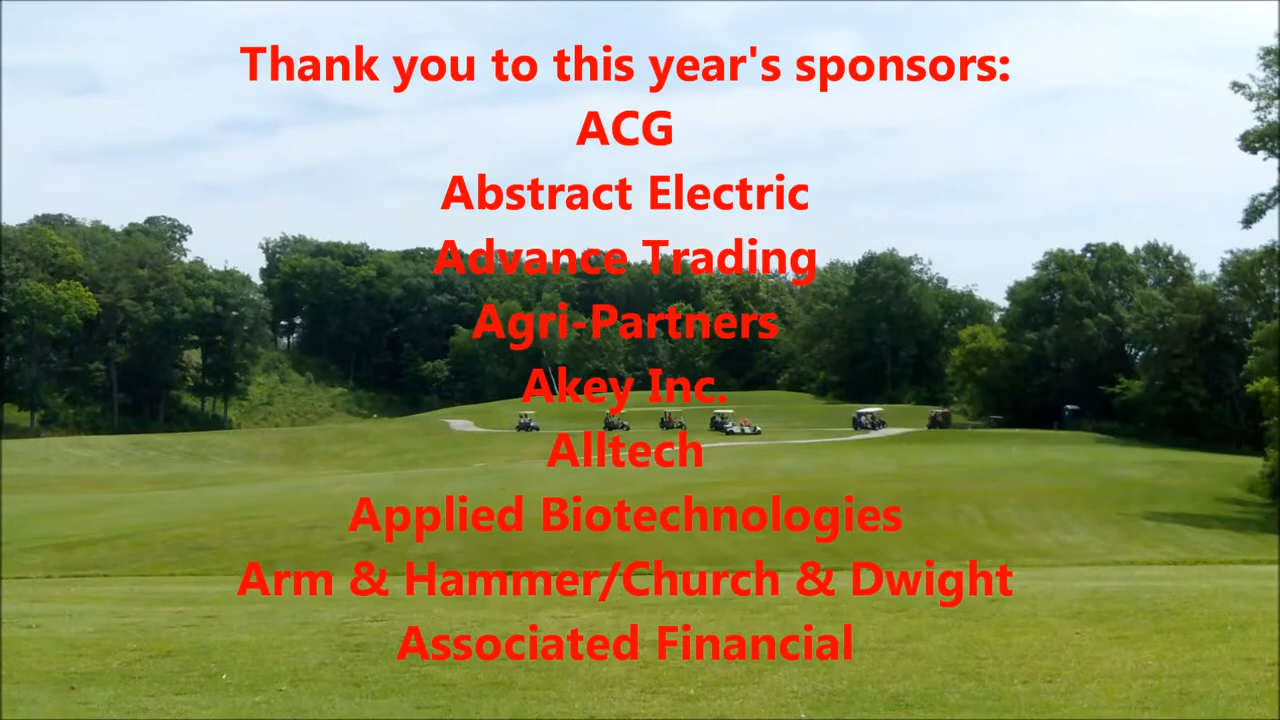 Thank you to this year's sponsors:
ACG
Abstract Electric
Advance Trading
Agri-Partners
Akey Inc.
Alltech
Applied Biotechnologies
Arm & Hammer/Church & Dwight
Associated Financial